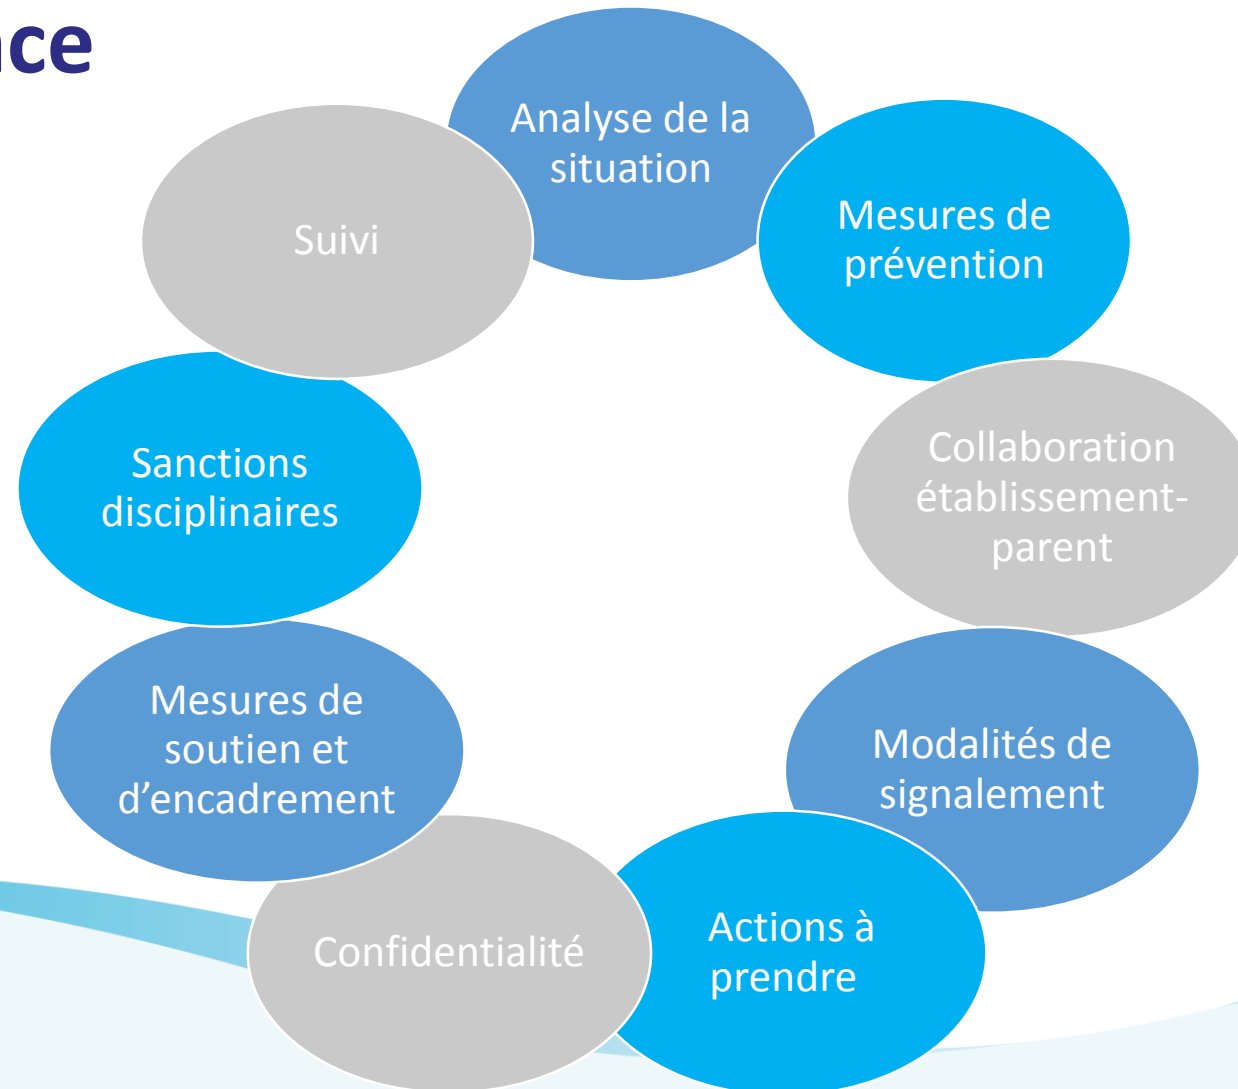 nce
Analyse de la
situation
Mesures de
prévention
Collaboration
établissement-
parent
Modalités de
signalement
Actions à
prendre
Confidentialité
Mesures de
soutien et
d’encadrement
Sanctions
disciplinaires
Suivi